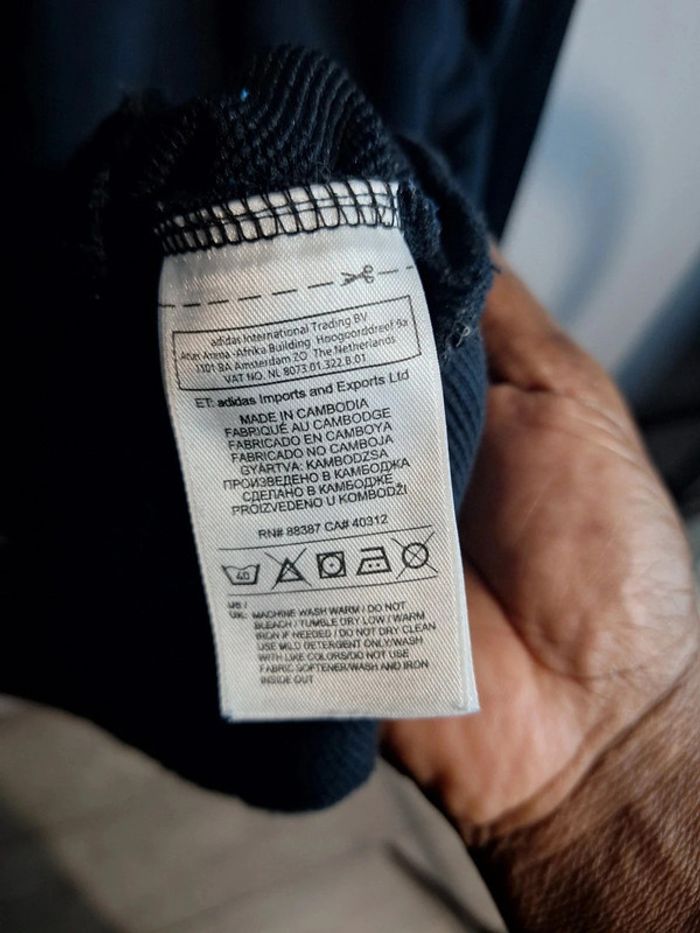 adidas International Trading BV
Atlas Arena -Afrika Building Hoogoorddreef 9a
1101 BA Amsterdam ZO The Netherlands
VAT NO. NL 8073.01.322.B.01
ET: adidas Imports and Exports Ltd
MADE IN CAMBODIA
FABRIQUÉ AU CAMBODGE
FABRICADO EN CAMBOYA
FABRICADO NO CAMBOJA
GYÁRTVA: KAMBODZSA
ПРОИЗВЕДЕНО В КАМБОДЖА
СДЕЛАНО В КАМБОДЖЕ
PROIZVEDENO U KOMBODŽI
RN# 88387 CA# 40312
40
US /
UK: MACHINE WASH WARM / DO NOT
BLEACH / TUMBLE DRY LOW / WARM
IRON IF NEEDED / DO NOT DRY CLEAN
USE MILD DETERGENT ONLY/WASH
WITH LIKE COLORS/DO NOT USE
FABRIC SOFTENER/WASH AND IRON
INSIDE OUT